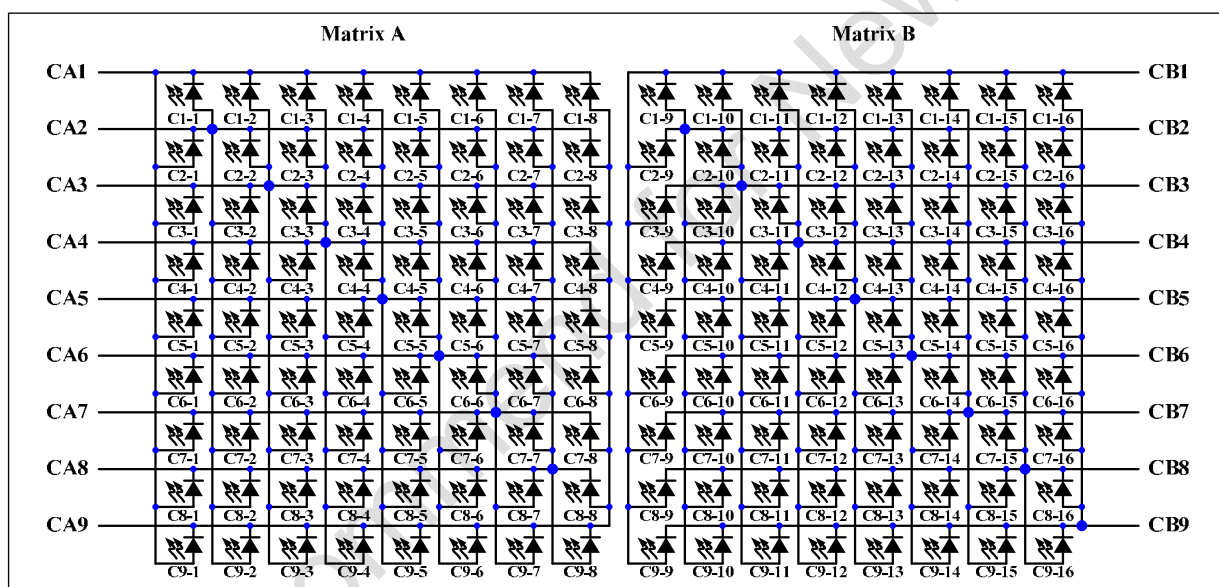 Matrix A Matrix B
CA1 CB1
C1-1 C1-2 C1-3 C1-4 C1-5 C1-6 C1-7 C1-8 C1-9 C1-10 C1-11 C1-12 C1-13 C1-14 C1-15 C1-16
CA2 CB2
C2-1 C2-2 C2-3 C2-4 C2-5 C2-6 C2-7 C2-8 C2-9 C2-10 C2-11 C2-12 C2-13 C2-14 C2-15 C2-16
CA3 CB3
C3-1 C3-2 C3-3 C3-4 C3-5 C3-6 C3-7 C3-8 C3-9 C3-10 C3-11 C3-12 C3-13 C3-14 C3-15 C3-16
CA4 CB4
C4-1 C4-2 C4-3 C4-4 C4-5 C4-6 C4-7 C4-8 C4-9 C4-10 C4-11 C4-12 C4-13 C4-14 C4-15 C4-16
CA5 CB5
C5-1 C5-2 C5-3 C5-4 C5-5 C5-6 C5-7 C5-8 C5-9 C5-10 C5-11 C5-12 C5-13 C5-14 C5-15 C5-16
CA6 CB6
C6-1 C6-2 C6-3 C6-4 C6-5 C6-6 C6-7 C6-8 C6-9 C6-10 C6-11 C6-12 C6-13 C6-14 C6-15 C6-16
CA7 CB7
C7-1 C7-2 C7-3 C7-4 C7-5 C7-6 C7-7 C7-8 C7-9 C7-10 C7-11 C7-12 C7-13 C7-14 C7-15 C7-16
CA8 CB8
C8-1 C8-2 C8-3 C8-4 C8-5 C8-6 C8-7 C8-8 C8-9 C8-10 C8-11 C8-12 C8-13 C8-14 C8-15 C8-16
CA9 CB9
C9-1 C9-2 C9-3 C9-4 C9-5 C9-6 C9-7 C9-8 C9-9 C9-10 C9-11 C9-12 C9-13 C9-14 C9-15 C9-16
ommend for New